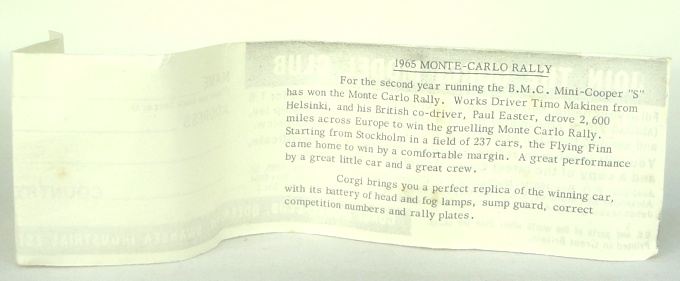 1965 MONTE-CARLO RALLY
For the second year running the B.M.C. Mini-Cooper "S"
has won the Monte Carlo Rally. Works Driver Timo Makinen from
Helsinki, and his British co-driver, Paul Easter, drove 2,600
miles across Europe to win the gruelling Monte Carlo Rally.
Starting from Stockholm in a field of 237 cars, the Flying Finn
came home to win by a comfortable margin. A great performance
by a great little car and a great crew.
Corgi brings you a perfect replica of the winning car,
with its battery of head and fog lamps, sump guard, correct
competition numbers and rally plates.
COUNTRY